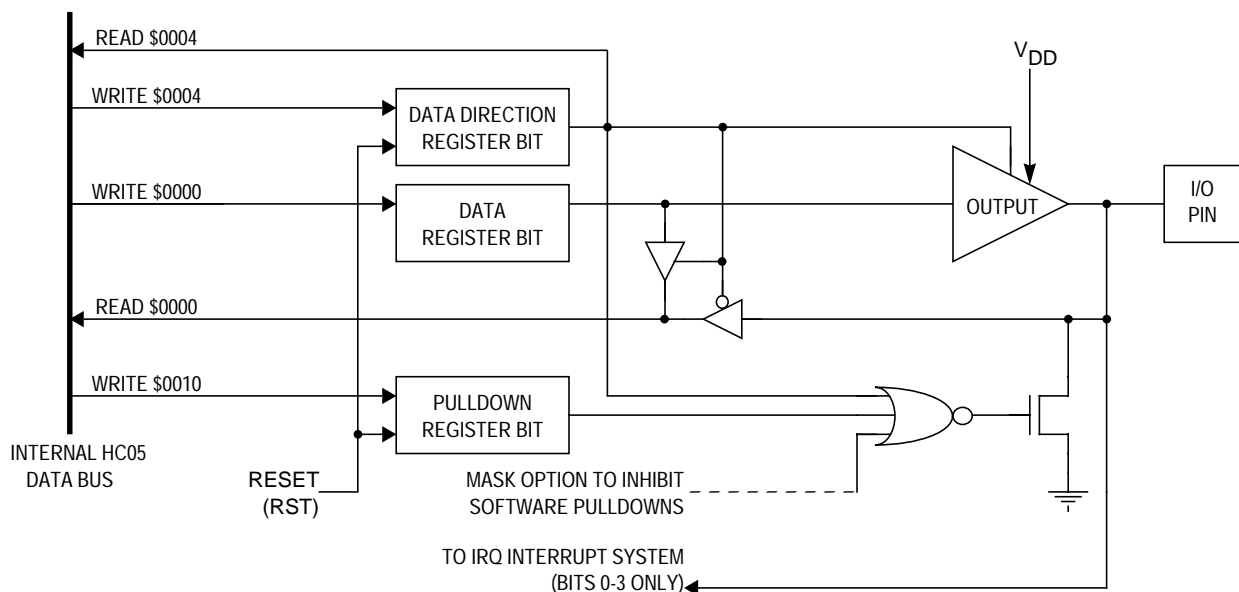 READ $0004
V DD
WRITE $0004
DATA DIRECTION
REGISTER BIT
WRITE $0000
DATA
REGISTER BIT
OUTPUT
I/O
PIN
READ $0000
WRITE $0010
PULLDOWN
REGISTER BIT
INTERNAL HC05
DATA BUS
RESET
(RST)
MASK OPTION TO INHIBIT
SOFTWARE PULLDOWNS
TO IRQ INTERRUPT SYSTEM
(BITS 0-3 ONLY)